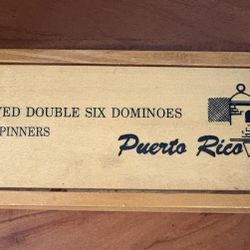 VED DOUBLE SIX DOMINOES
PINNERS
Puerto Rico